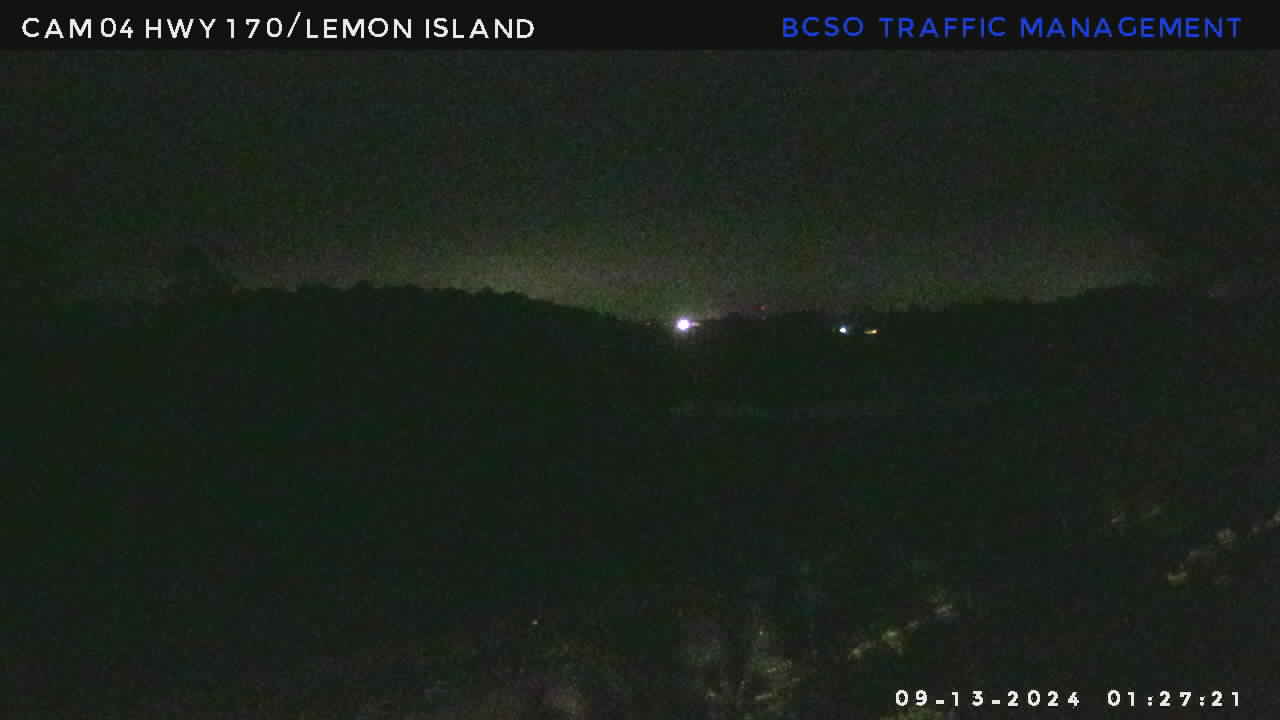 CAM04 HWY 170/LEMON ISLAND
BCSO TRAFFIC MANAGEMENT
09-13-2024 01:27:21